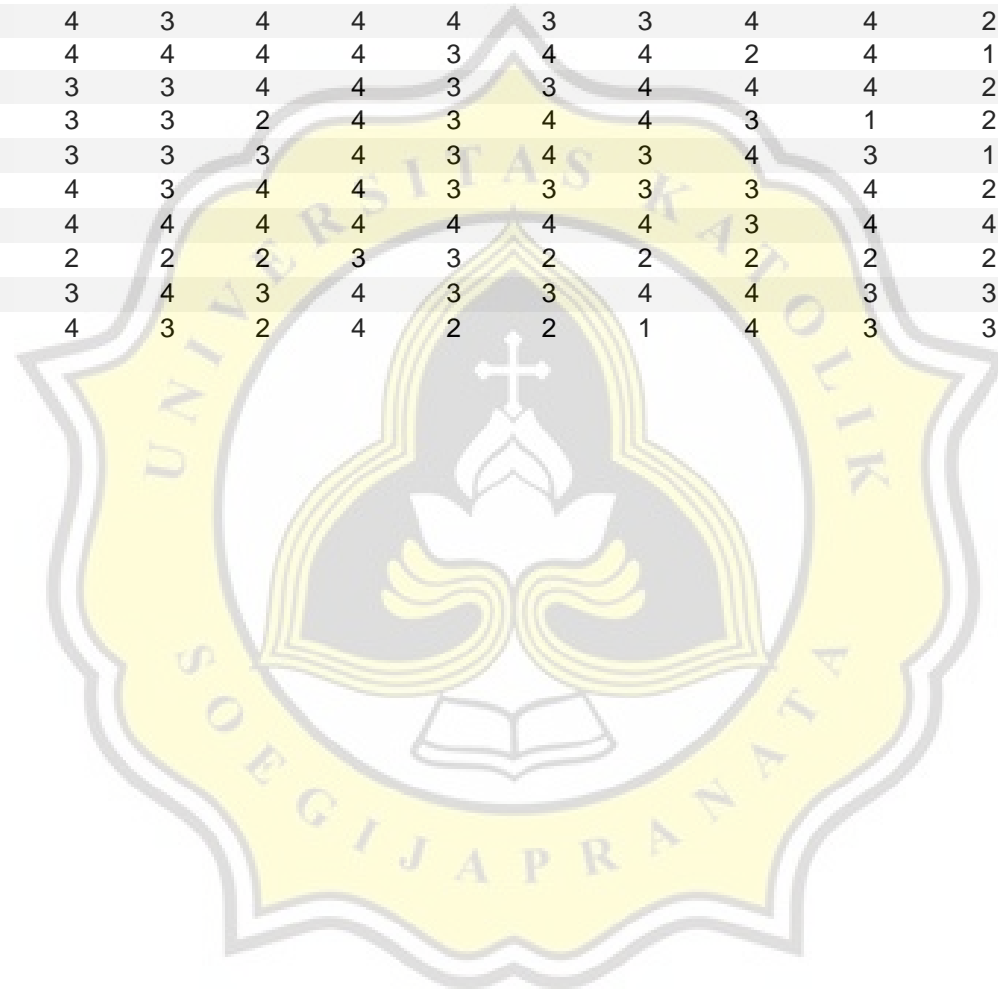 4 3 4 4 4 3 3 4 4 2
4 4 4 4 3 4 4 2 4 1
3 3 4 4 3 3 4 4 4 2
3 3 2 4 3 4 4 3 1 2
3 3 3 4 3 4 3 4 3 1
4 3 4 4 3 3 3 3 4 2
4 4 4 4 4 4 4 3 4 4
2 2 2 3 3 2 2 2 2 2
3 4 3 4 3 3 4 4 3 3
4 3 2 4 2 2 1 4 3 3
UNIVERSITAS KATOLIK
SOEGIJAPRANATA